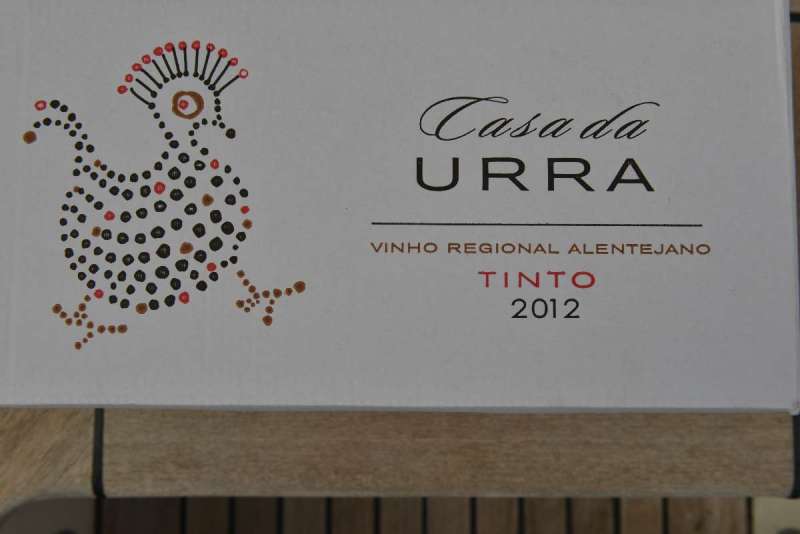 Casa da
URRA
VINHO REGIONAL ALENTEJANO
TINTO
2012